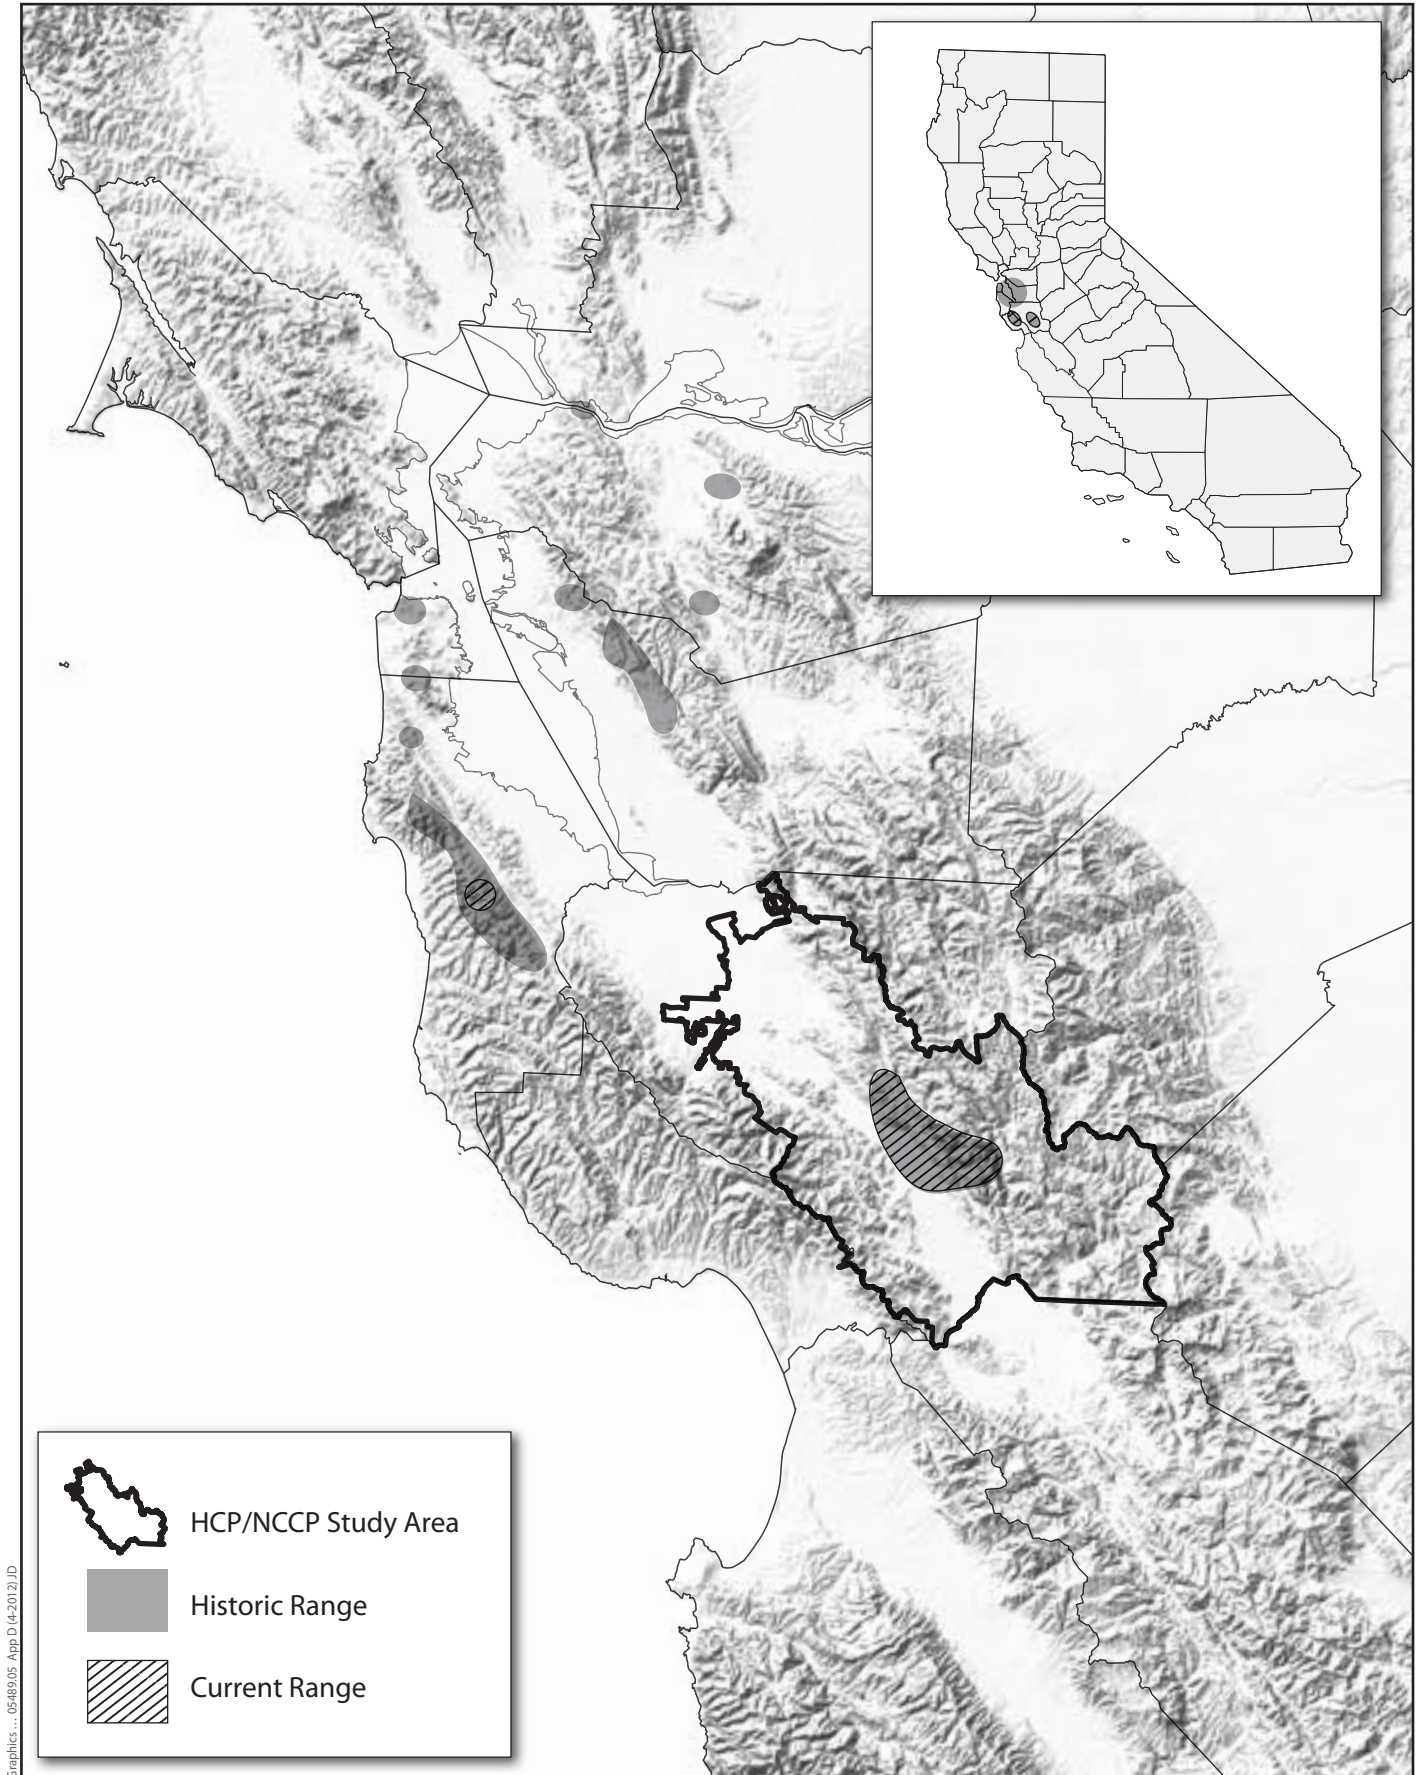 HCP/NCCP Study Area
Historic Range
Current Range
Graphics … 05489.05 App D (4-2012) JD